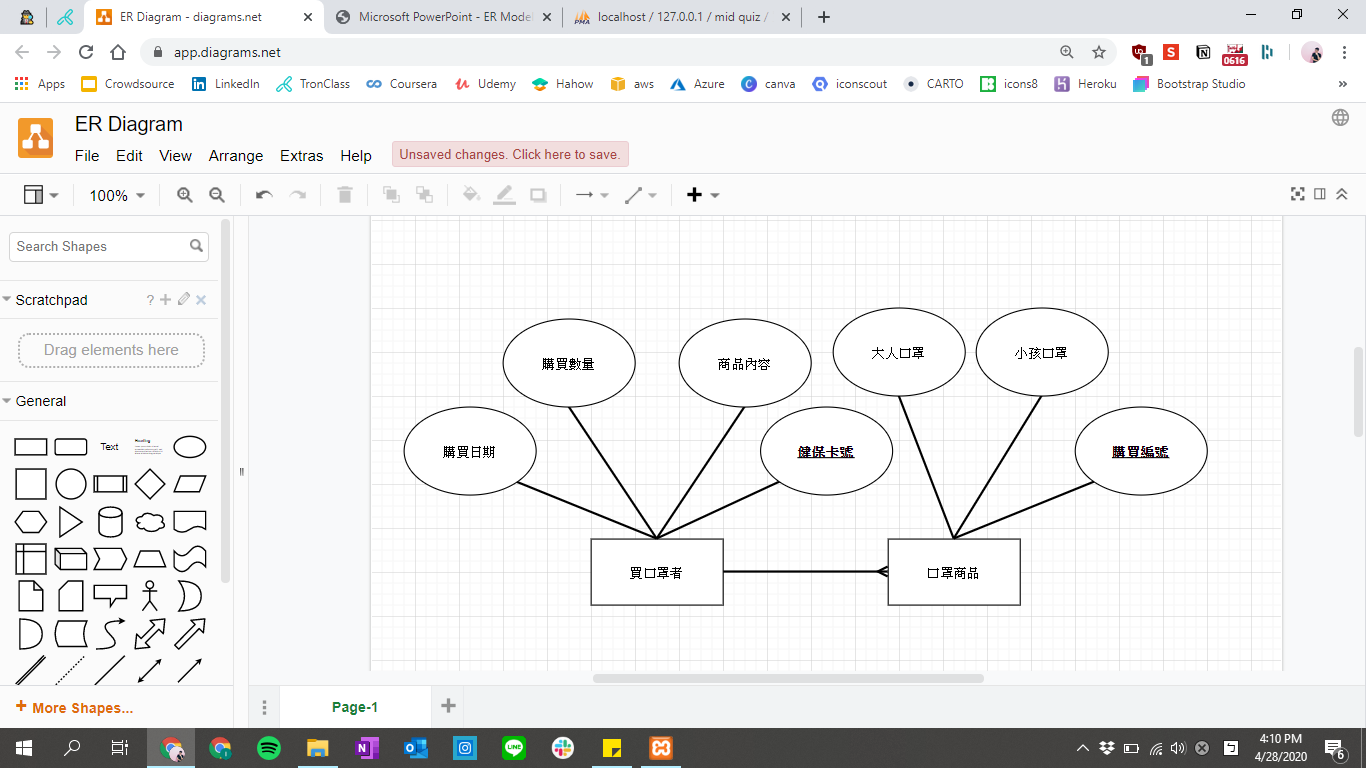 ER Diagram - diagrams.net
Microsoft PowerPoint - ER Mode
localhost / 127.0.0.1 / mid quiz /
app.diagrams.net
1
0616
Apps Crowdsource LinkedIn TronClass Coursera Udemy Hahow aws Azure canva iconscout CARTO icons8 Heroku Bootstrap Studio
ER Diagram
File Edit View Arrange Extras Help Unsaved changes. Click here to save.
100%
Search Shapes
Scratchpad
Drag elements here
General
Text
Heading
購買數量
商品內容
大人口罩
小孩口罩
購買日期
健保卡號
購買編號
買口罩者
口罩商品
More Shapes...
Page-1
4:10 PM
4/28/2020
6